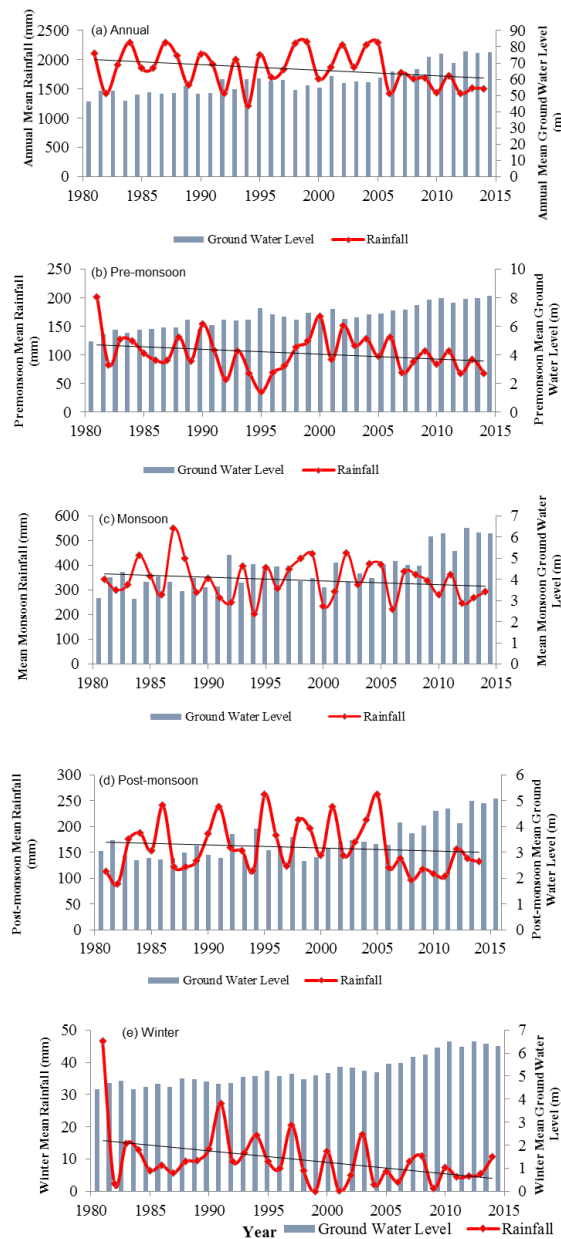 (a) Annual
Annual Mean Rainfall (mm)
2500
2000
1500
1000
500
0
90
80
70
60
50
40
30
20
10
0
Annual Mean GroundWater Level (m)
1980 1985 1990 1995 2000 2005 2010 2015
Ground Water Level Rainfall
(b) Pre-monsoon
Premonsoon Mean Rainfall
(mm)
250
200
150
100
50
0
10
8
6
4
2
0
Premonsoon Mean Ground
Water Level (m)
1980 1985 1990 1995 2000 2005 2010 2015
Ground Water Level Rainfall
(c) Monsoon
Mean Monsoon Rainfall (mm)
600
500
400
300
200
100
0
7
6
5
4
3
2
1
0
Mean Monsoon GroundWater
Level (m)
1980 1985 1990 1995 2000 2005 2010 2015
Ground Water Level Rainfall
(d) Post-monsoon
Post-monsoon Mean Rainfall
(mm)
300
250
200
150
100
50
0
6
5
4
3
2
1
0
Post-monsoon Mean Ground
Water Level (m)
1980 1985 1990 1995 2000 2005 2010 2015
Ground Water Level Rainfall
(e) Winter
Winter Mean Rainfall (mm)
50
40
30
20
10
0
7
6
5
4
3
2
1
0
Winter Mean GroundWater
Level (m)
1980 1985 1990 1995 2000 2005 2010 2015
Year Ground Water Level Rainfall